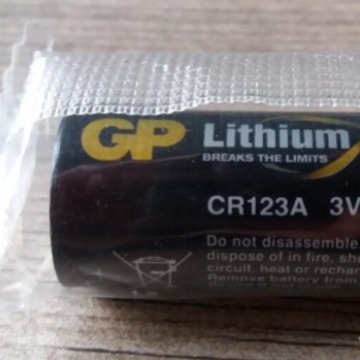 GP Lithium
BREAKS THE LIMITS
CR123A 3V
Do not disassemble
dispose of in fire, sh
circuit, heat or rechar
Remove battery from